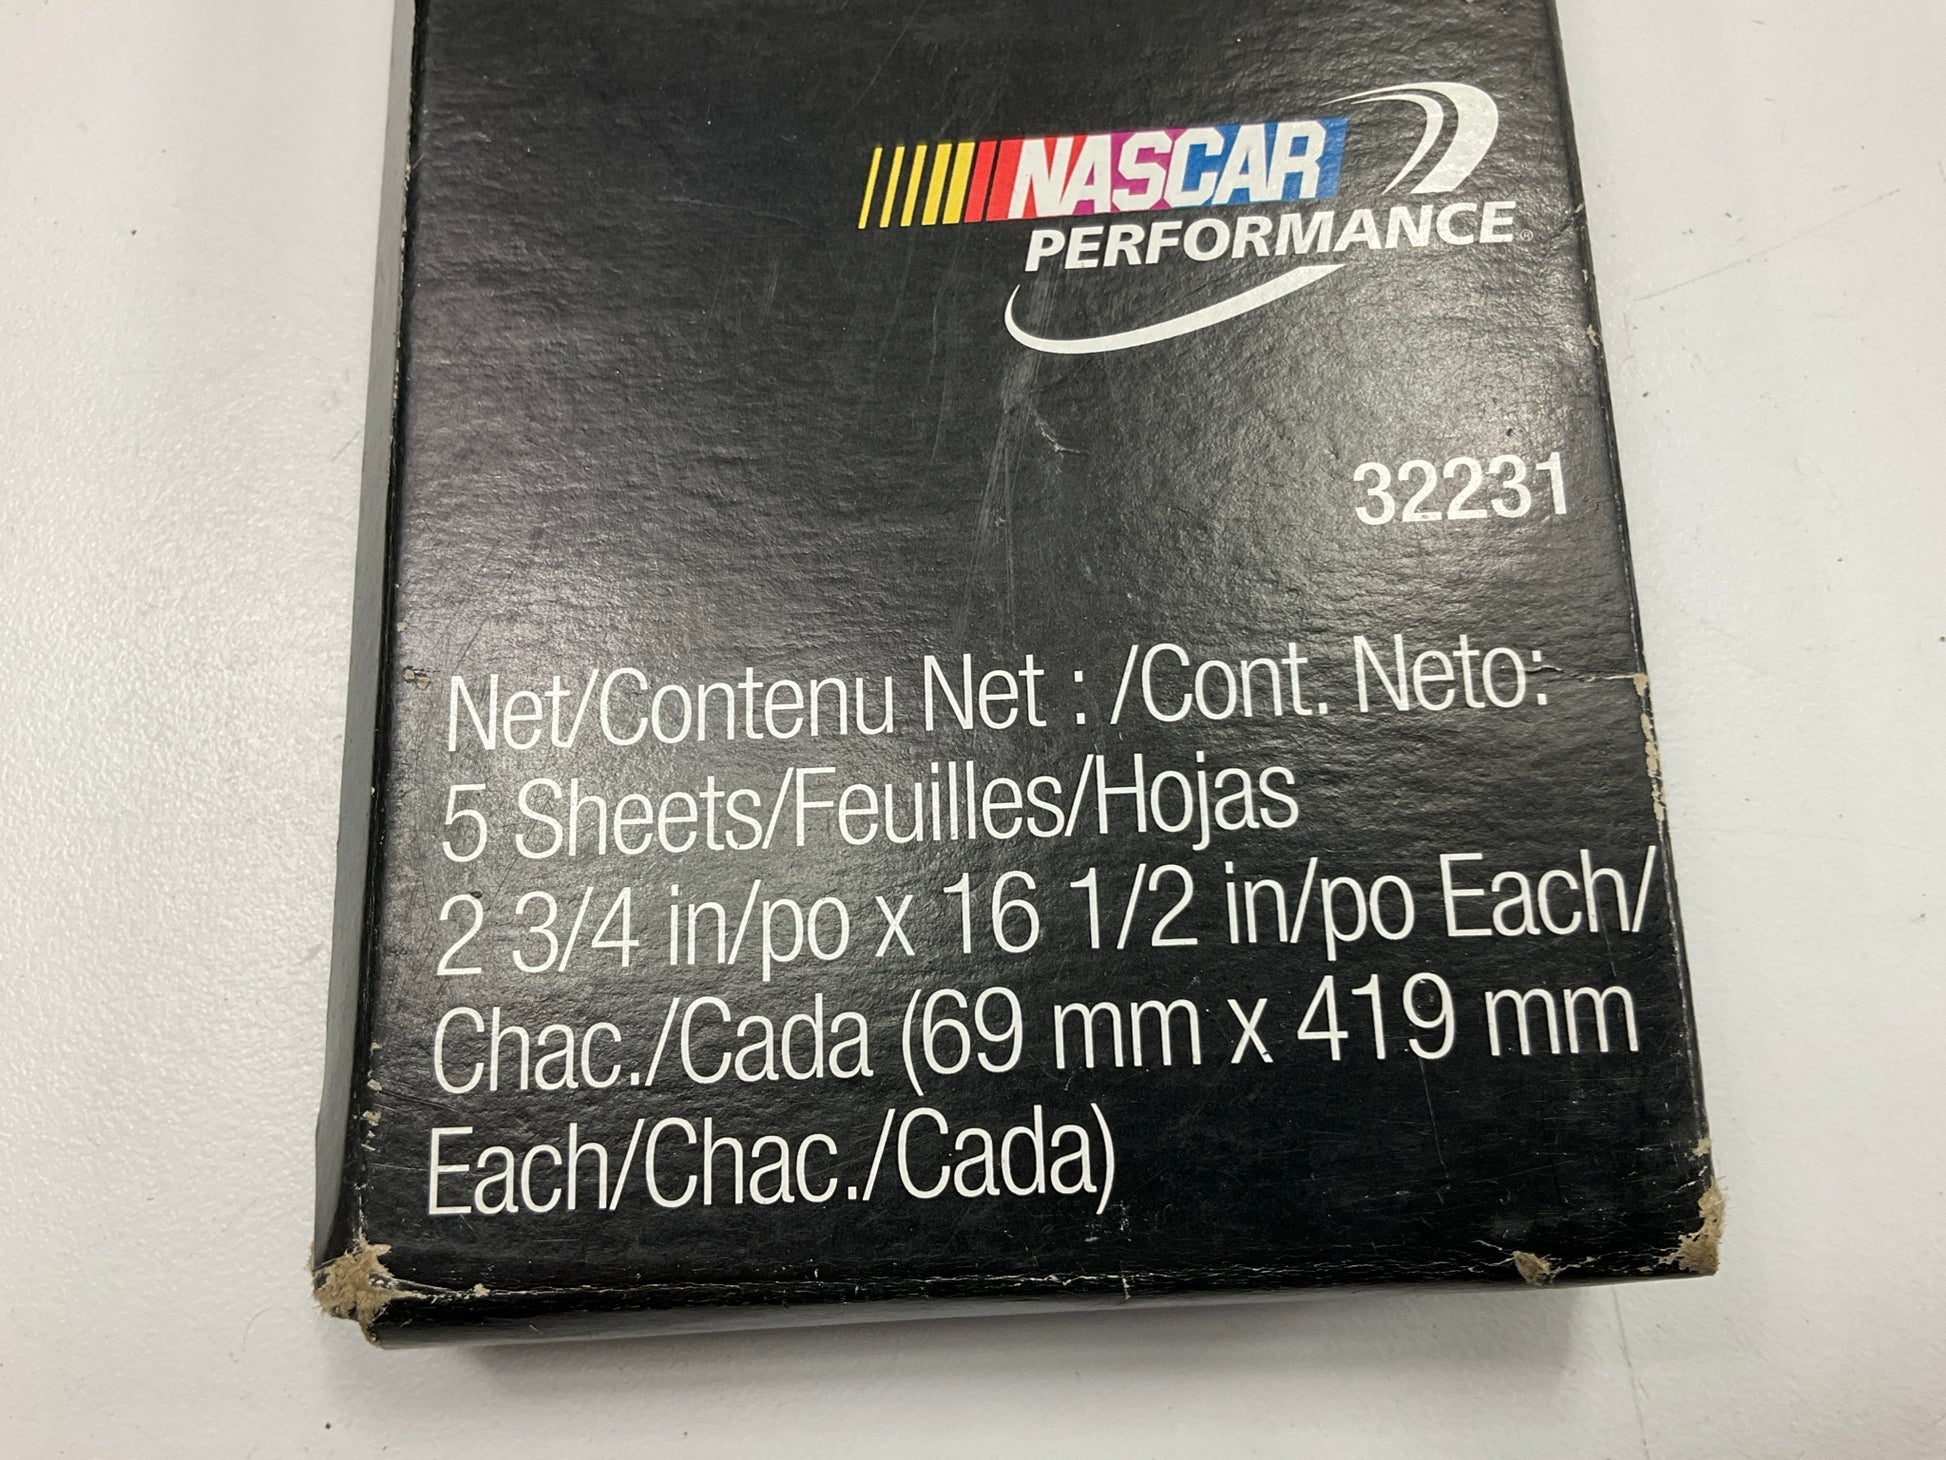 NASCAR
PERFORMANCE®
32231
Net/Contenu Net : /Cont. Neto:
5 Sheets/Feuilles/Hojas
2 3/4 in/po x 16 1/2 in/po Each/
Chac./Cada (69 mm x 419 mm
Each/Chac./Cada)